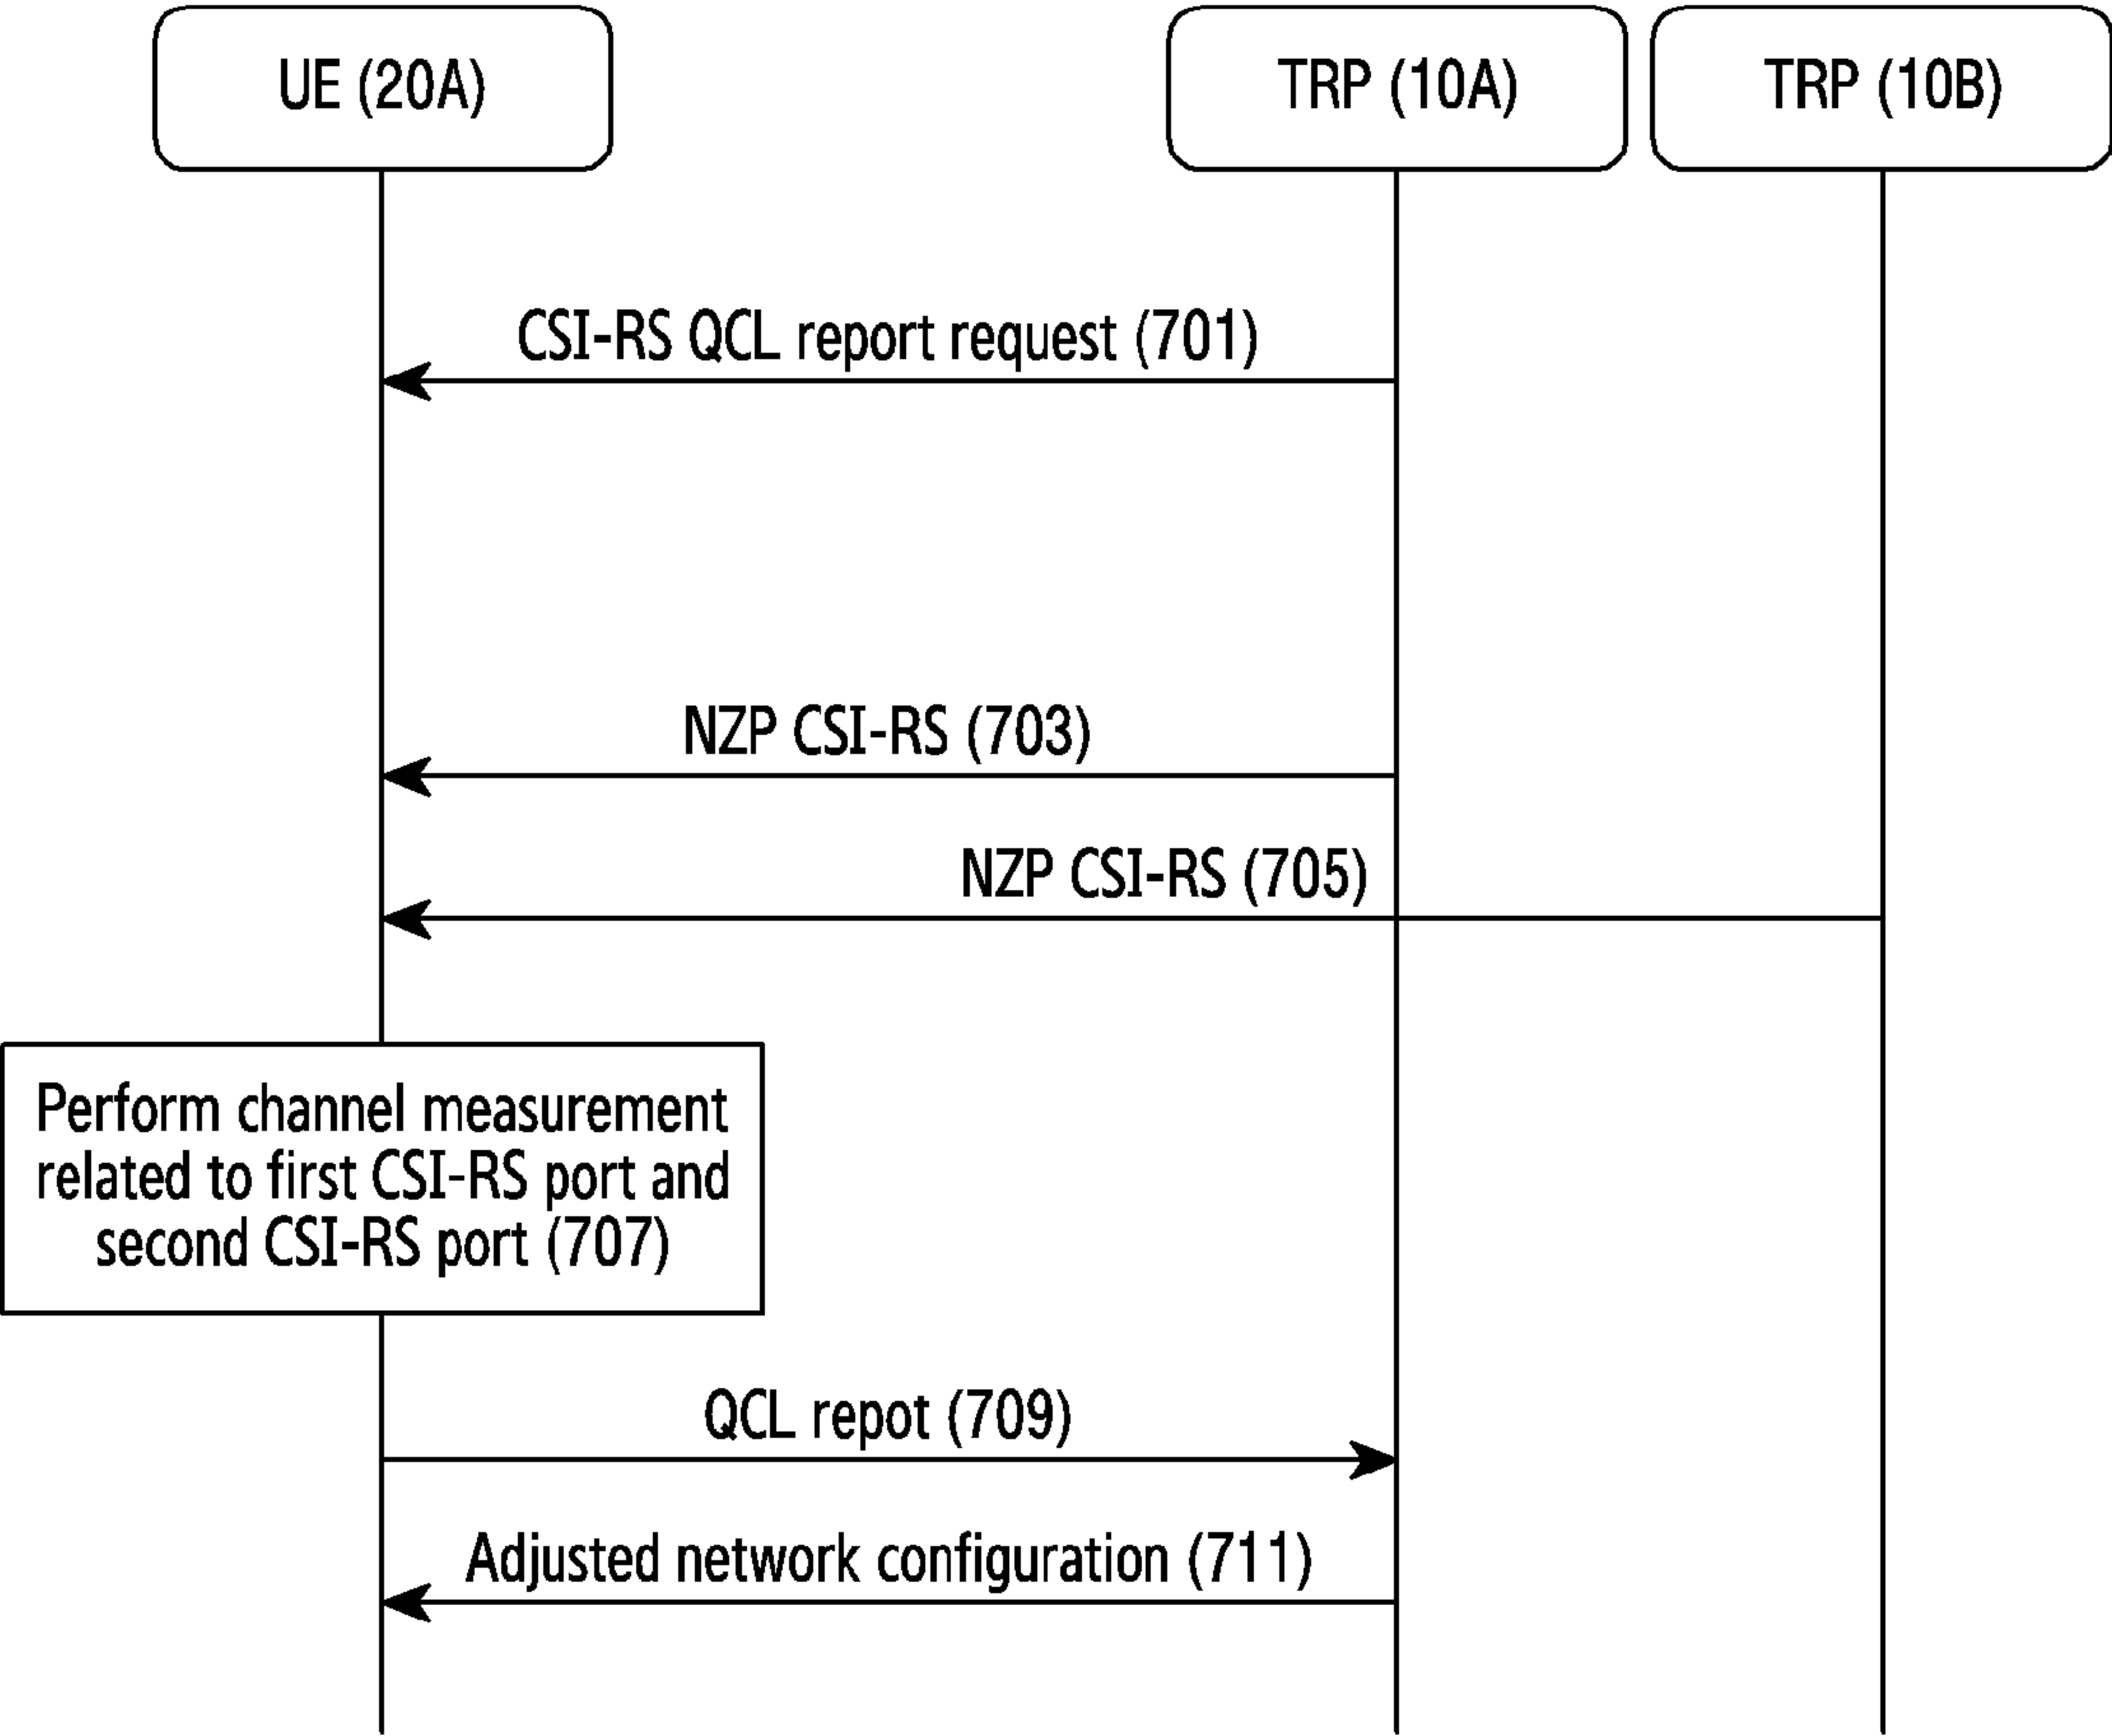 UE (20A)
TRP (10A)
TRP (10B)
CSI-RS QCL report request (701)
NZP CSI-RS (703)
NZP CSI-RS (705)
Perform channel measurement
related to first CSI-RS port and
second CSI-RS port (707)
QCL repot (709)
Adjusted network configuration (711)